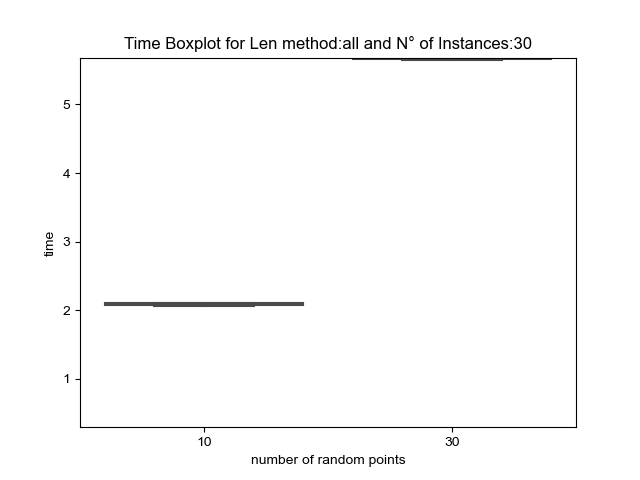 Time Boxplot for Len method:all and N° of Instances:30
5
4
3
2
1
time
10 30
number of random points